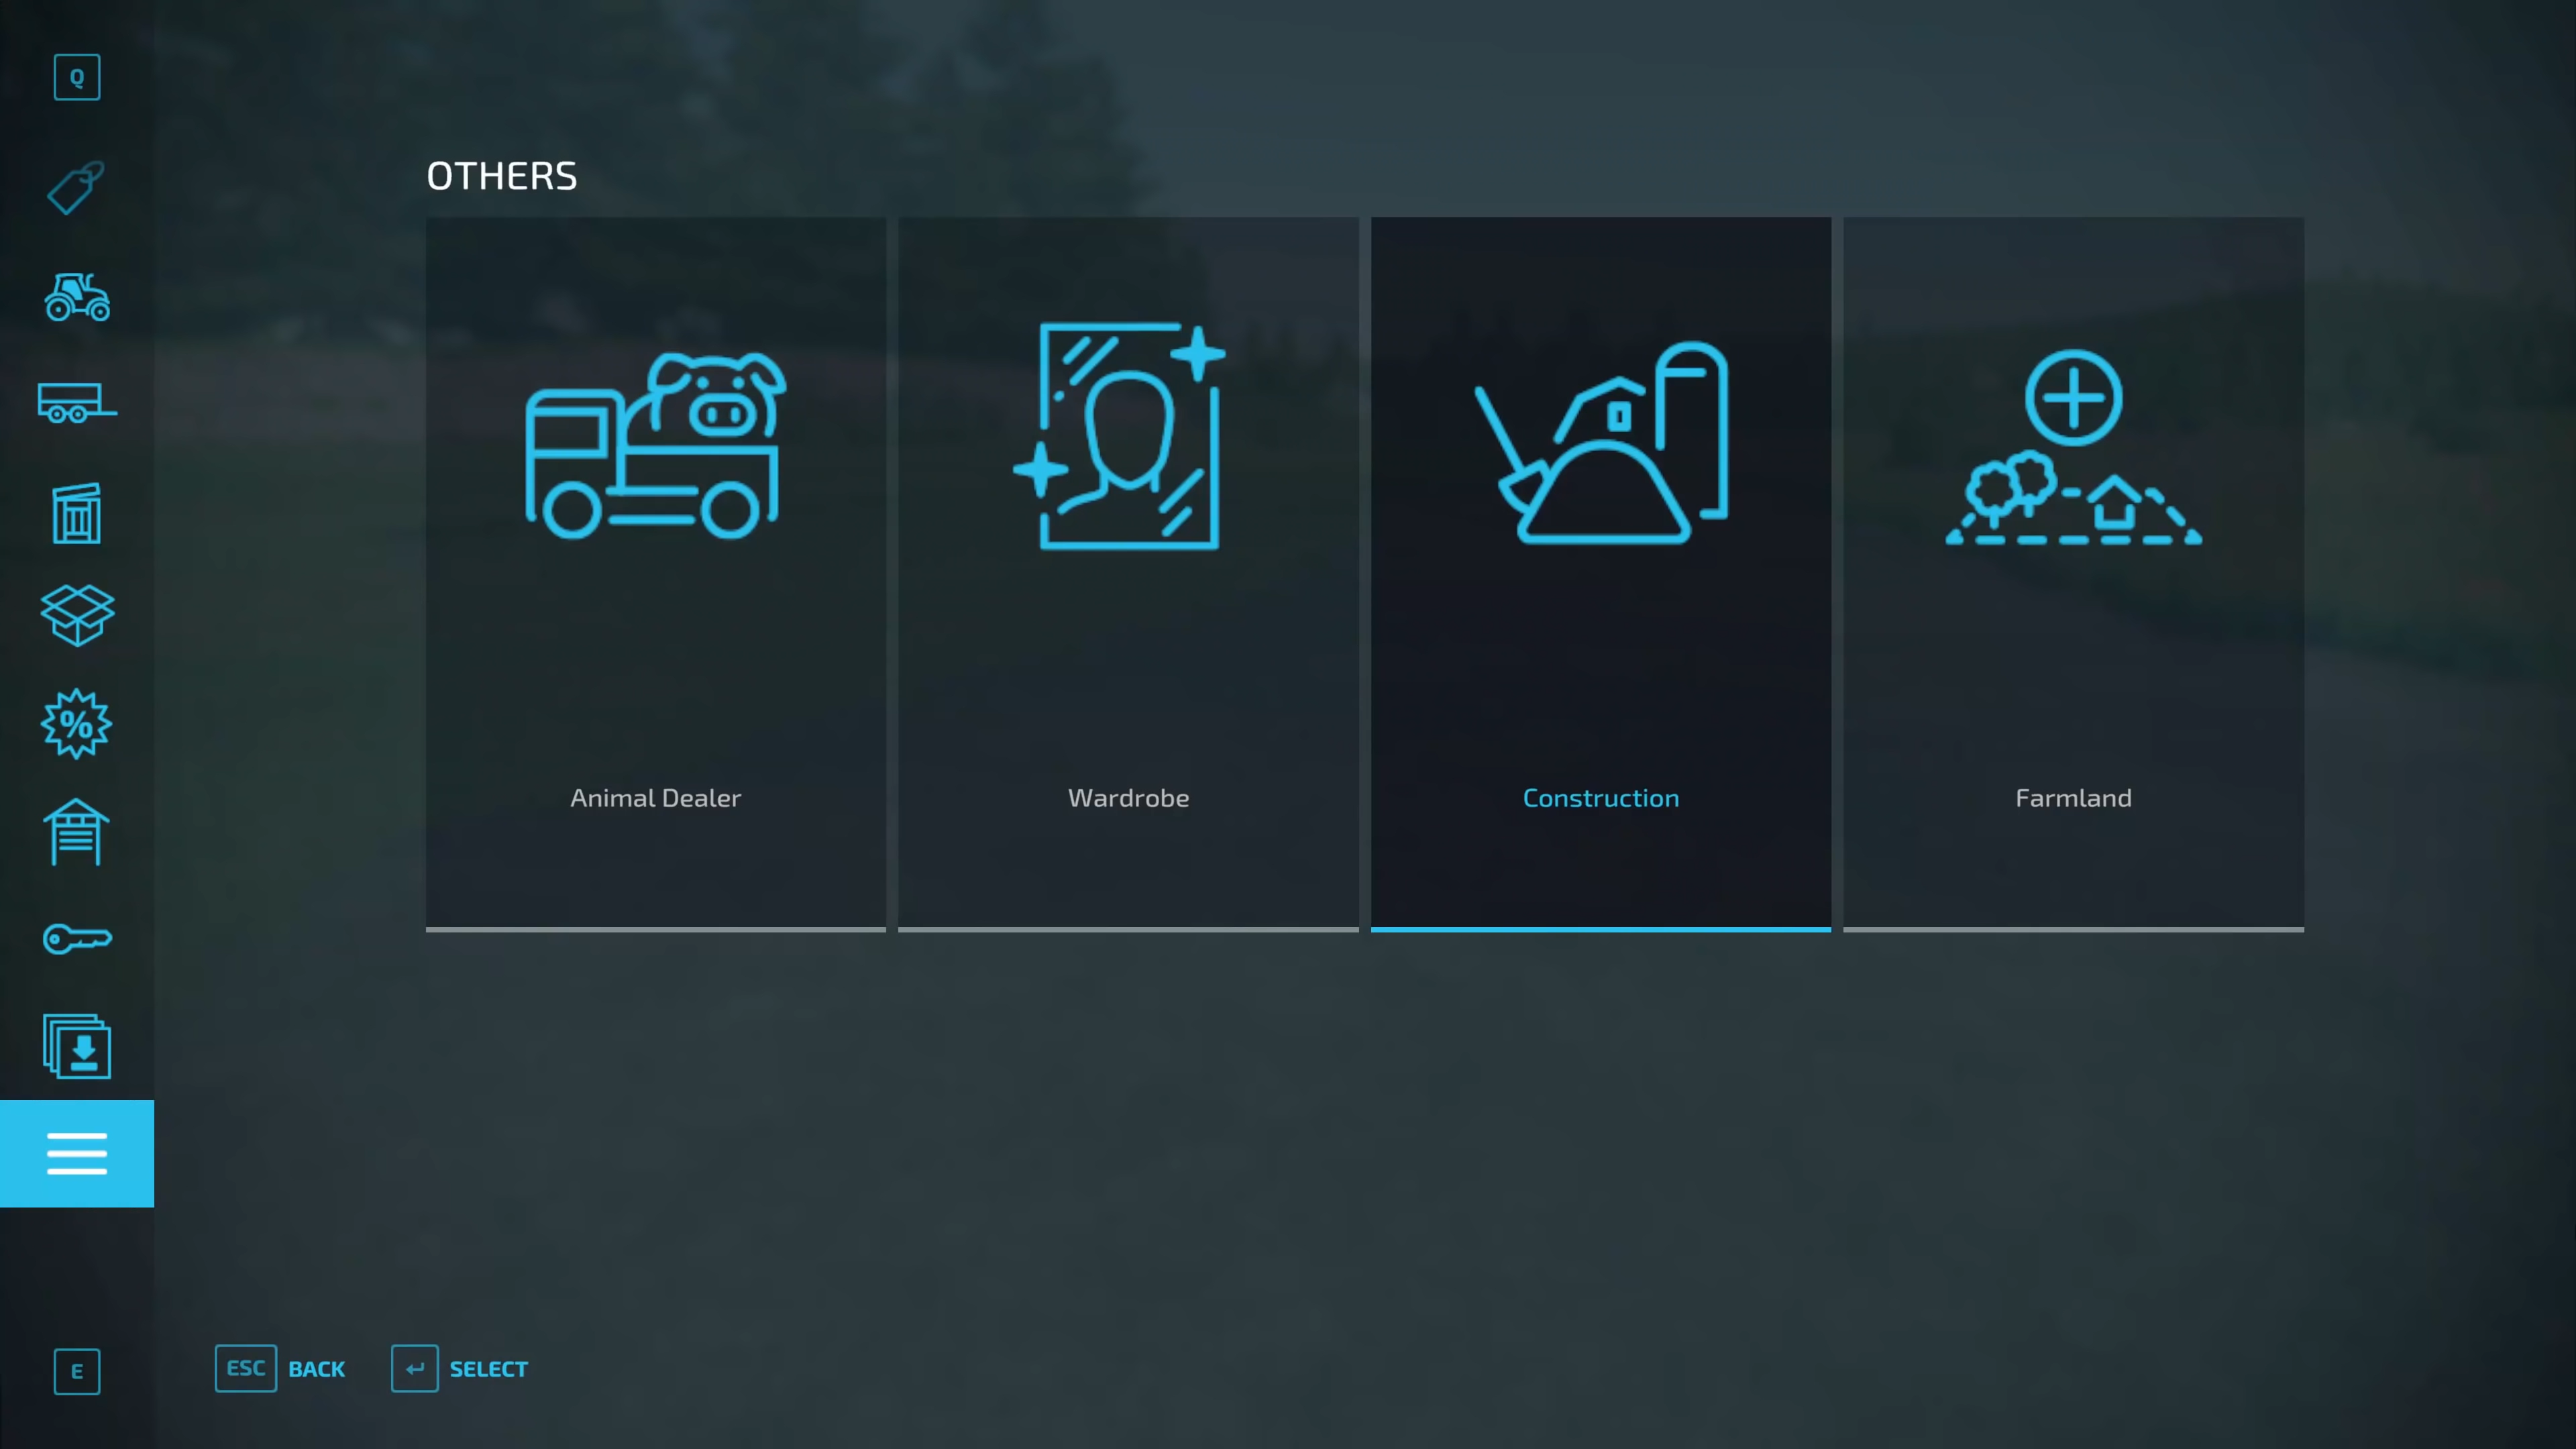 Q
OTHERS
%
Animal Dealer
Wardrobe
Construction
Farmland
E
ESC BACK
SELECT